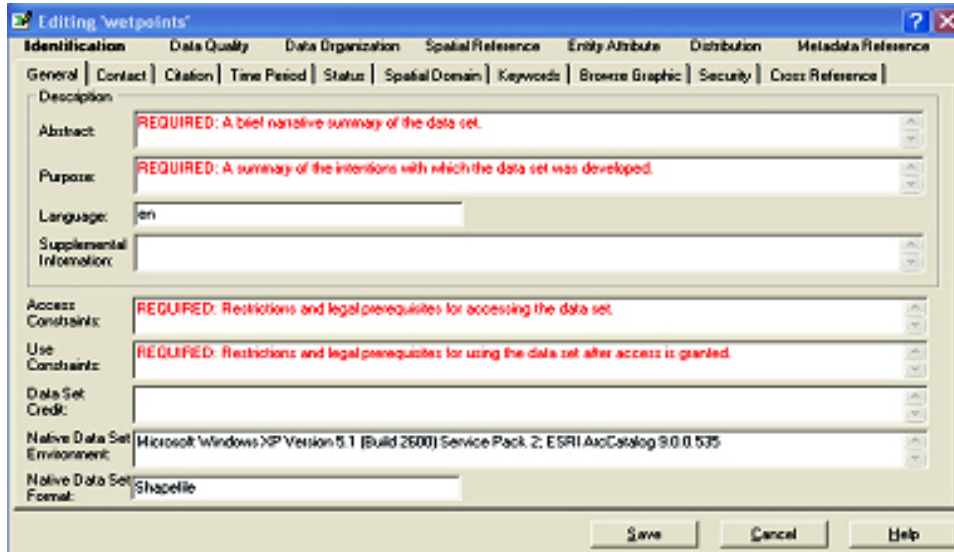 Editing 'wetpoints'
Identification Data Quality Data Organization Spatial Reference Entity Attribute Distribution Metadata Reference
General Contact Citation Time Period Status Spatial Domain Keywords Browse Graphic Security Cross Reference
Description
Abstract: REQUIRED: A brief narrative summary of the data set.
Purpose: REQUIRED: A summary of the intentions with which the data set was developed.
Language: en
Supplemental
Information:
Access
Constraints: REQUIRED: Restrictions and legal prerequisites for accessing the data set.
Use
Constraints: REQUIRED: Restrictions and legal prerequisites for using the data set after access is granted.
Data Set
Credit:
Native Data Set
Environment: Microsoft Windows XP Version 5.1 (Build 2600) Service Pack 2; ESRI ArcCatalog 9.0.0.535
Native Data Set
Format: Shapefile
Save Cancel Help